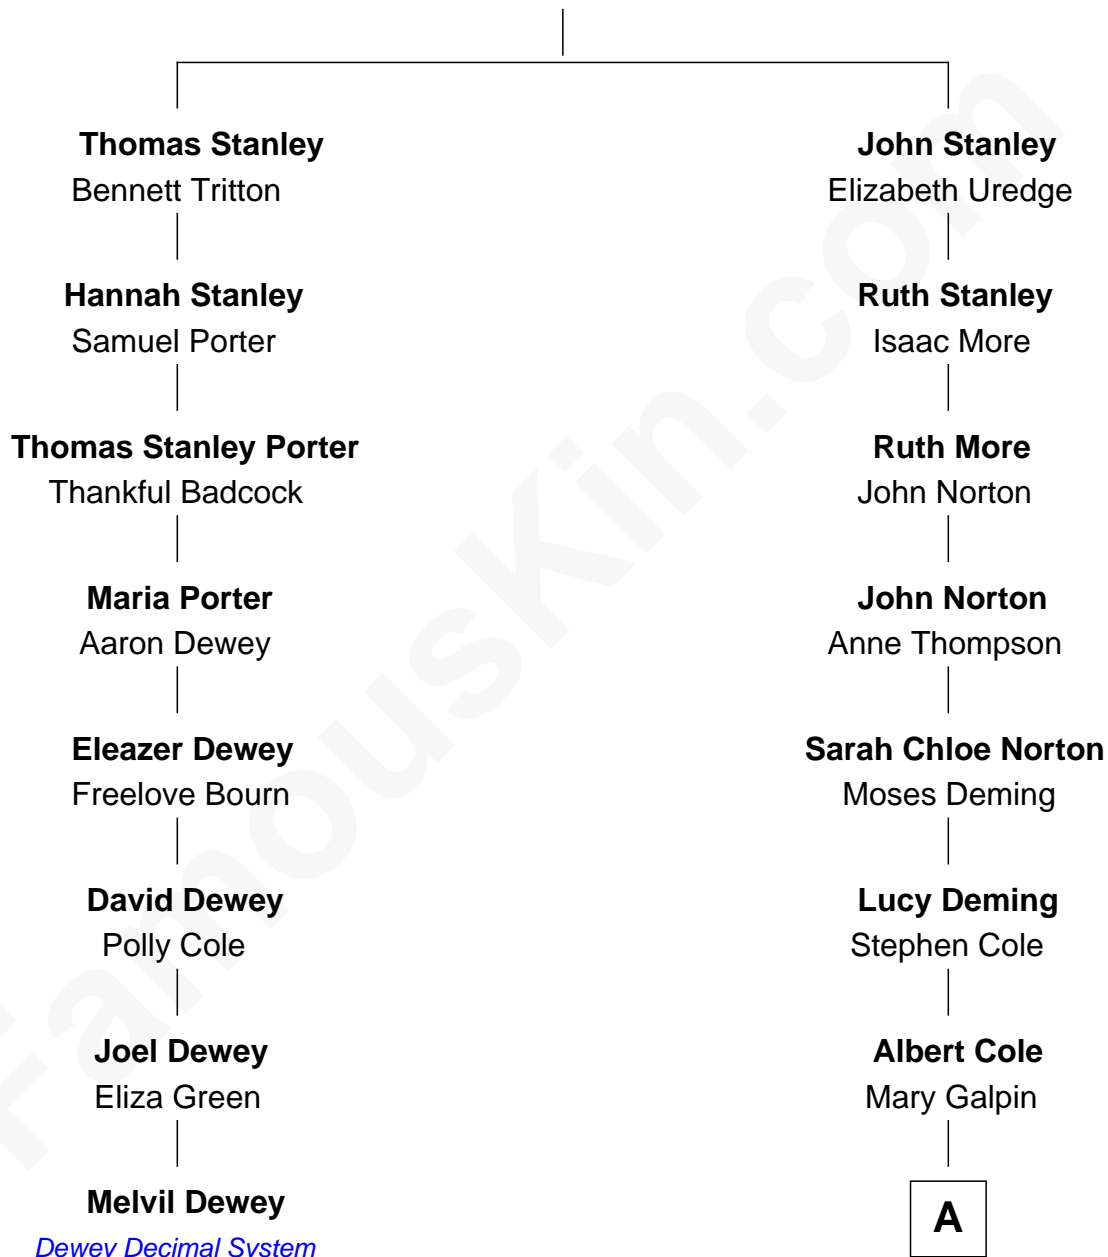 Thomas Stanley
Bennett Tritton
Hannah Stanley
Samuel Porter
Thomas Stanley Porter
Thankful Badcock
Maria Porter
Aaron Dewey
Eleazer Dewey
Freelove Bourn
David Dewey
Polly Cole
Joel Dewey
Eliza Green
Melvil Dewey
Dewey Decimal System
John Stanley
Elizabeth Uredge
Ruth Stanley
Isaac More
Ruth More
John Norton
John Norton
Anne Thompson
Sarah Chloe Norton
Moses Deming
Lucy Deming
Stephen Cole
Albert Cole
Mary Galpin
A
FamousKin.com